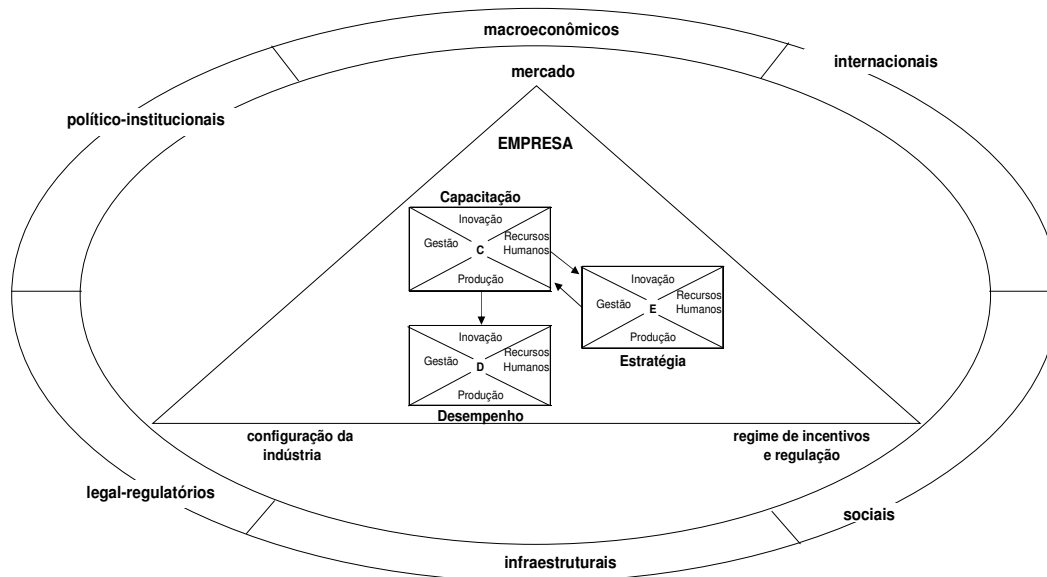 macroeconômicos
internacionais
mercado
político-institucionais
EMPRESA
Capacitação
Inovação
Gestão
C
Recursos
Humanos
Produção
Inovação
Gestão
E
Recursos
Humanos
Produção
Estratégia
Inovação
Gestão
D
Recursos
Humanos
Produção
Desempenho
configuração da
indústria
regime de incentivos
e regulação
legal-regulatórios
sociais
infraestruturais